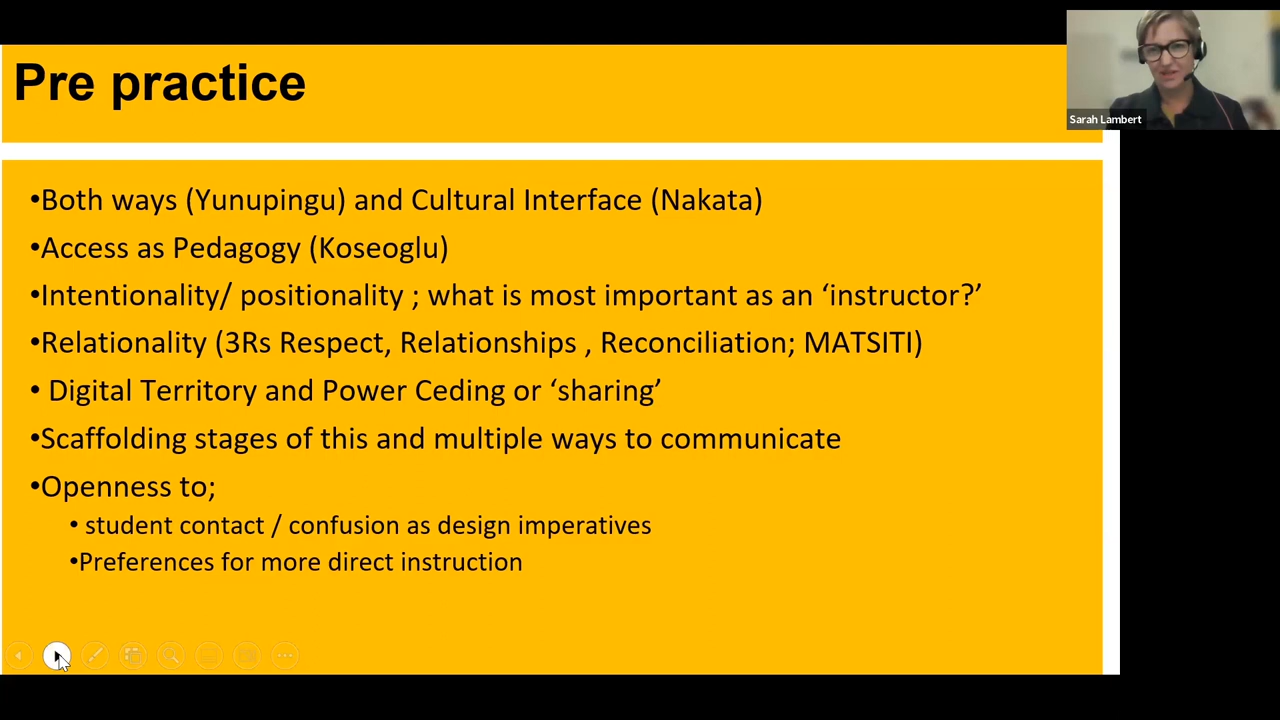 Pre practice
Sarah Lambert
•Both ways (Yunupingu) and Cultural Interface (Nakata)
•Access as Pedagogy (Koseoglu)
•Intentionality/ positionality ; what is most important as an ‘instructor?’
•Relationality (3Rs Respect, Relationships , Reconciliation; MATSITI)
• Digital Territory and Power Ceding or ‘sharing’
•Scaffolding stages of this and multiple ways to communicate
•Openness to;
• student contact / confusion as design imperatives
•Preferences for more direct instruction